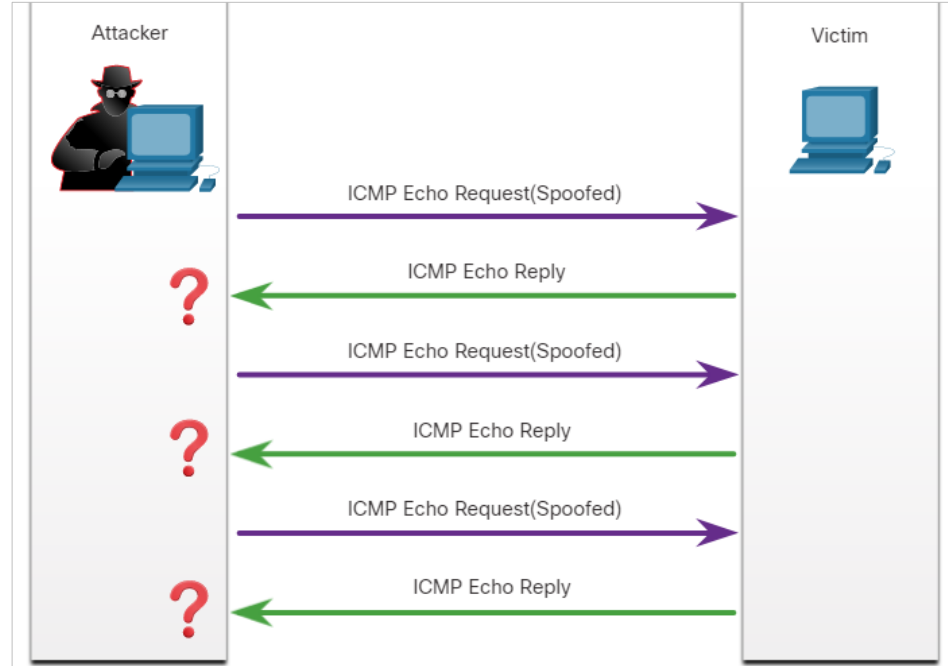 Attacker
Victim
ICMP Echo Request(Spoofed)
ICMP Echo Reply
ICMP Echo Request(Spoofed)
ICMP Echo Reply
ICMP Echo Request(Spoofed)
ICMP Echo Reply